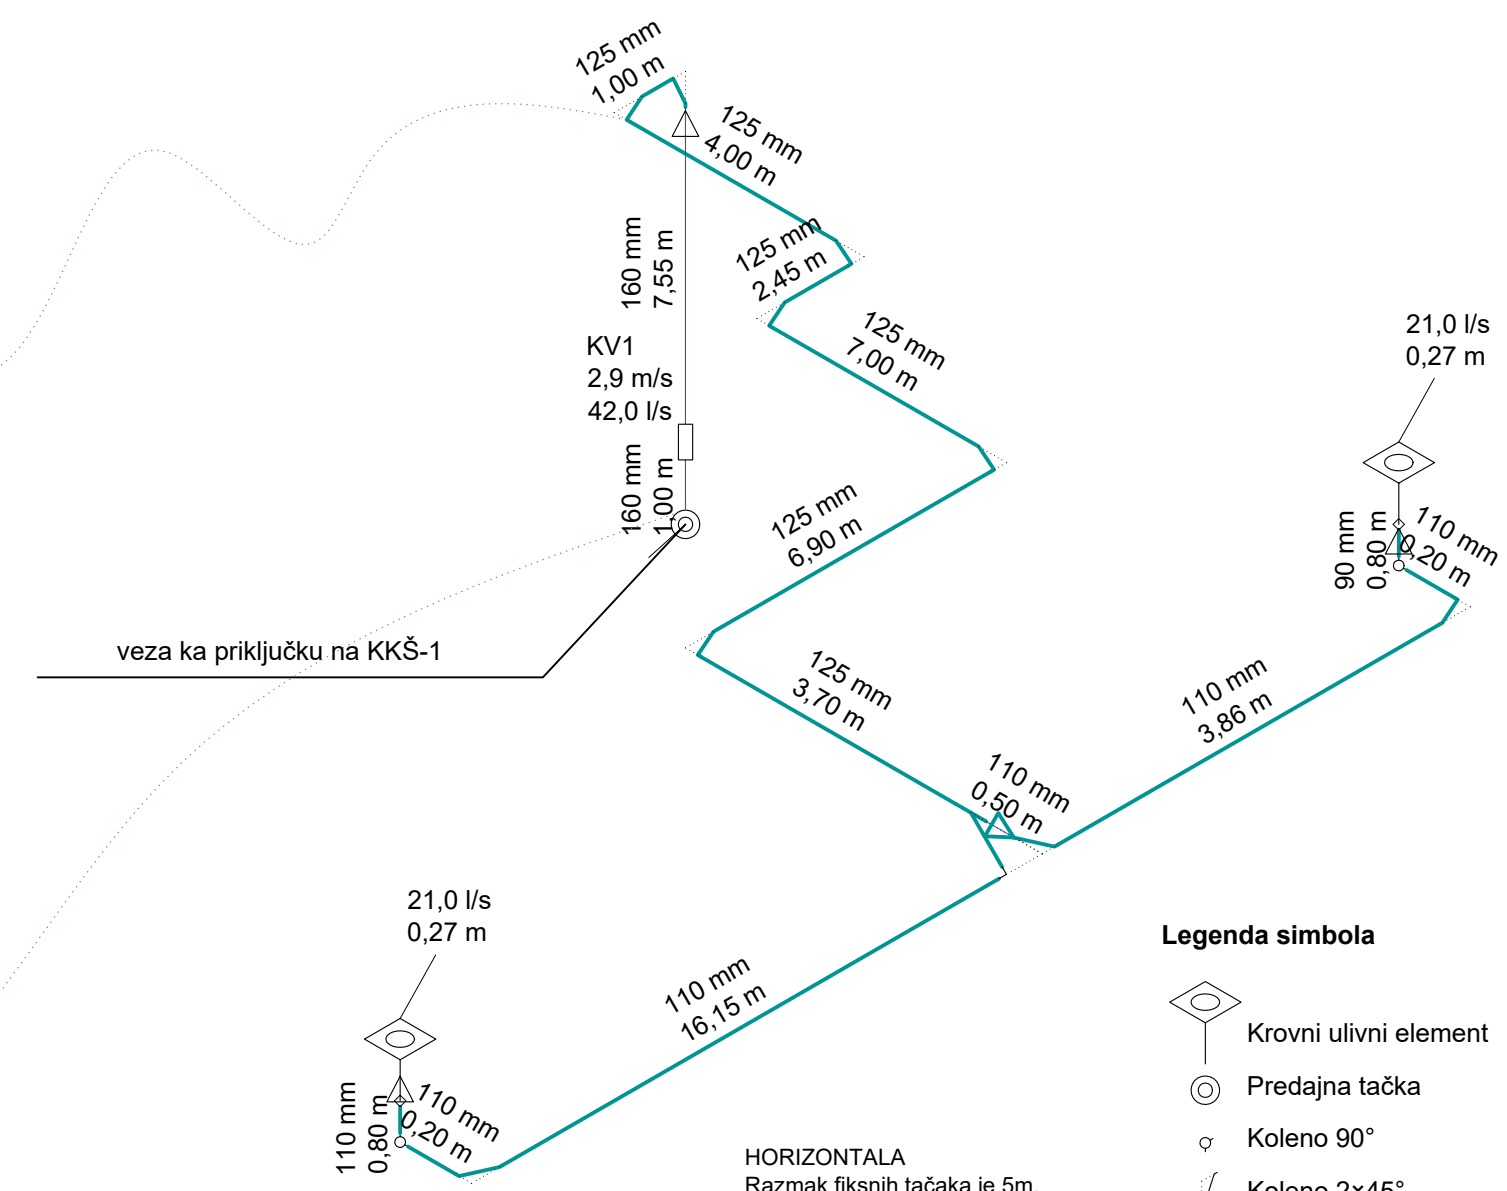 125 mm
1,00 m
125 mm
4,00 m
160 mm
7,55 m
125 mm
2,45 m
125 mm
7,00 m
21,0 l/s
0,27 m
KV1
2,9 m/s
42,0 l/s
160 mm
1,00 m
125 mm
6,90 m
90 mm
0,80 m
110 mm
0,20 m
veza ka priključku na KKŠ-1
125 mm
3,70 m
110 mm
3,86 m
110 mm
0,50 m
21,0 l/s
0,27 m
110 mm
16,15 m
110 mm
0,80 m
110 mm
0,20 m
Legenda simbola
Krovni ulivni element
Predajna tačka
Koleno 90°
Koleno 2×45°
HORIZONTALA
Razmak fiksnih tačaka je 5m.